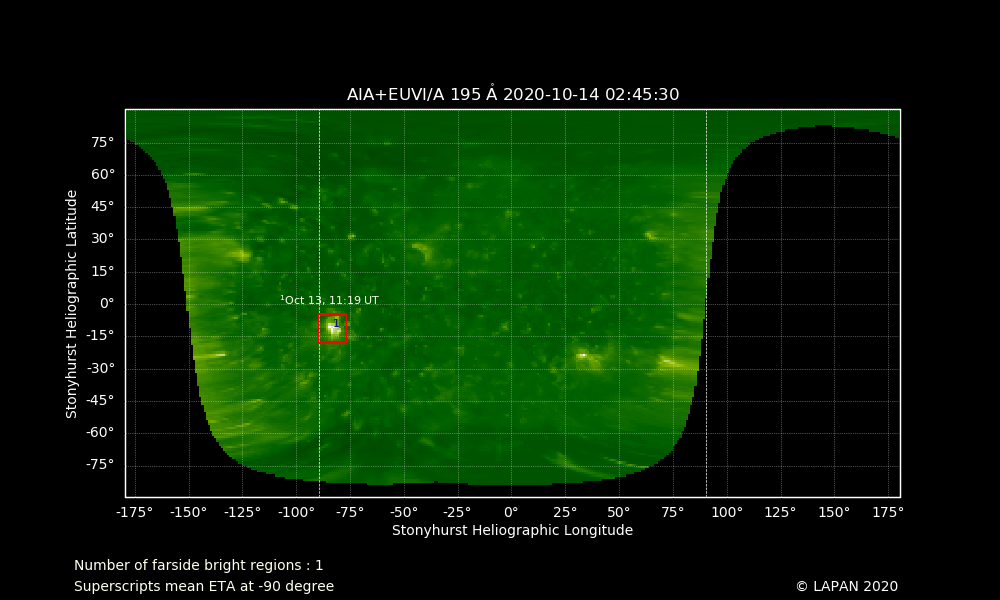 AIA+EUVI/A 195 Å 2020-10-14 02:45:30
Stonyhurst Heliographic Latitude
75°
60°
45°
30°
15°
0°
-15°
-30°
-45°
-60°
-75°
¹Oct 13, 11:19 UT
1
-175° -150° -125° -100° -75° -50° -25° 0° 25° 50° 75° 100° 125° 150° 175°
Stonyhurst Heliographic Longitude
Number of farside bright regions : 1
Superscripts mean ETA at -90 degree
© LAPAN 2020